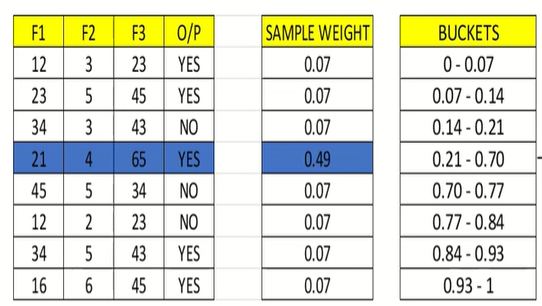 F1 F2 F3 O/P SAMPLE WEIGHT BUCKETS
12 3 23 YES 0.07 0 - 0.07
23 5 45 YES 0.07 0.07 - 0.14
34 3 43 NO 0.07 0.14 - 0.21
21 4 65 YES 0.49 0.21 - 0.70
45 5 34 NO 0.07 0.70 - 0.77
12 2 23 NO 0.07 0.77 - 0.84
34 5 43 YES 0.07 0.84 - 0.93
16 6 45 YES 0.07 0.93 - 1